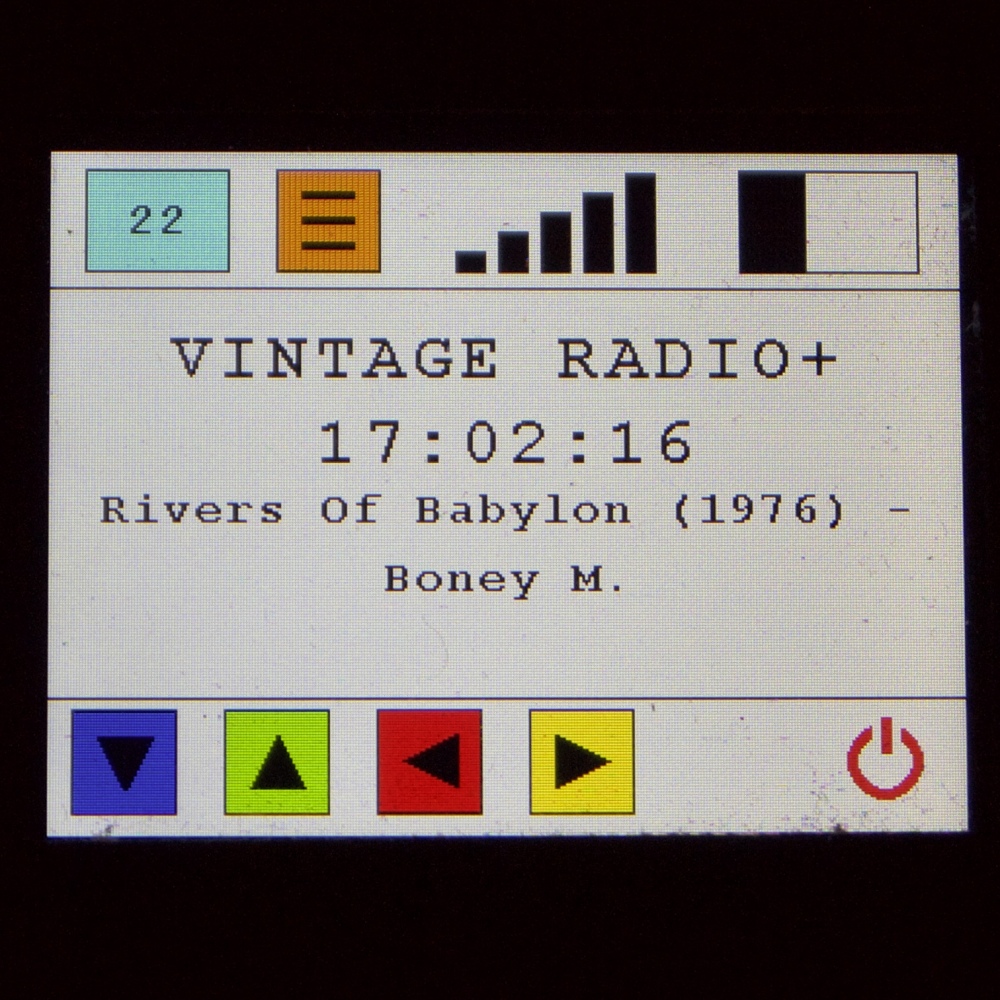 22
VINTAGE RADIO+
17:02:16
Rivers Of Babylon (1976) -
Boney M.